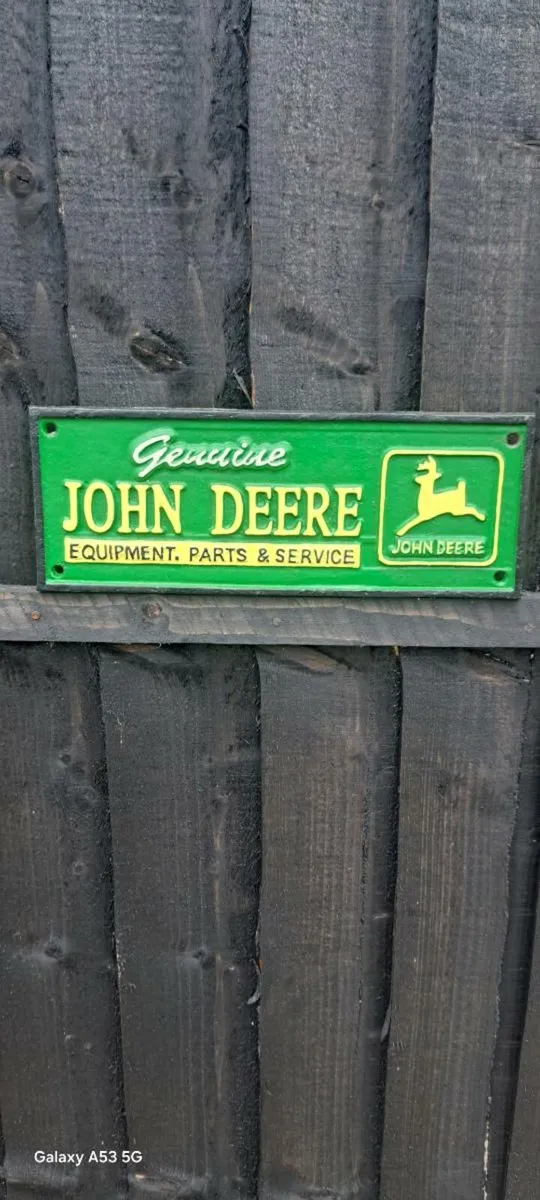 Genuine
JOHN DEERE
EQUIPMENT. PARTS & SERVICE
JOHN DEERE
Galaxy A53 5G